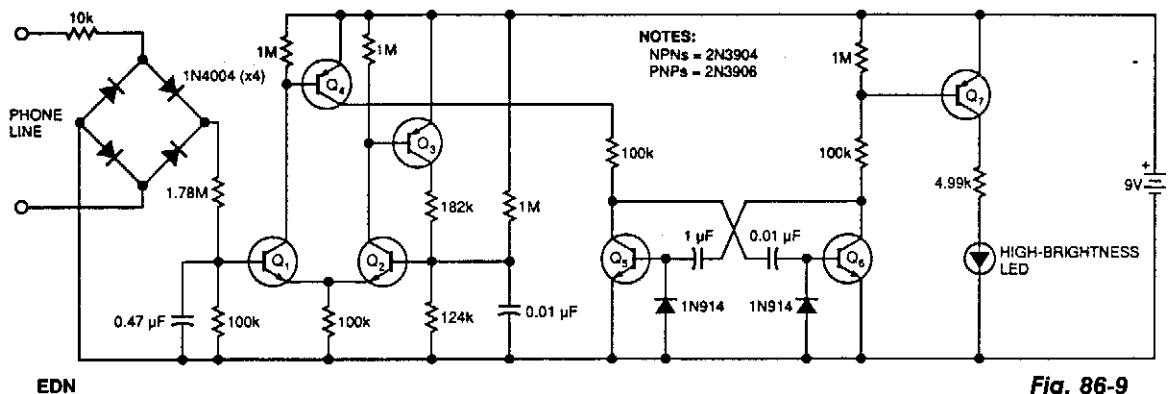 10k
1N4004 (x4)
PHONE
LINE
1.78M
0.47 µF
100k
1M
Q4
1M
Q3
182k
1M
Q1
Q2
100k
124k
0.01 µF
NOTES:
NPNs = 2N3904
PNPs = 2N3906
100k
1 µF
0.01 µF
Q5
Q6
1N914
1N914
1M
100k
Q7
4.99k
HIGH-BRIGHTNESS
LED
+
9V
EDN
Fig. 86-9